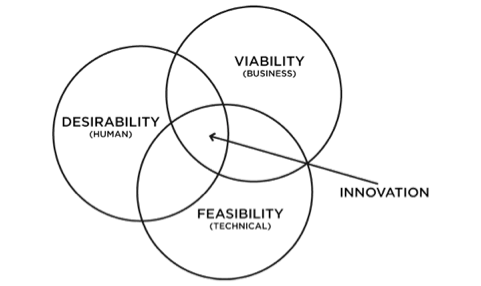 VIABILITY
(BUSINESS)
DESIRABILITY
(HUMAN)
INNOVATION
FEASIBILITY
(TECHNICAL)